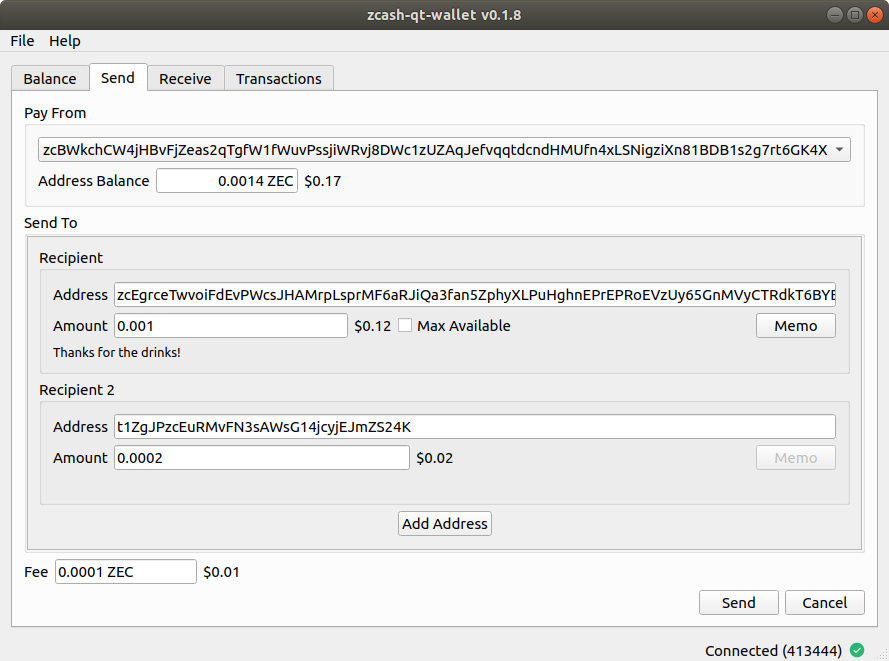 zcash-qt-wallet v0.1.8
File Help
Balance Send Receive Transactions
Pay From
zcBWkchCW4jHBvFjZeas2qTgfW1fWuvPssjiWRvj8DWc1zUZAqJefvqqtdcndHMUfn4xLSNigziXn81BDB1s2g7rt6GK4X
Address Balance 0.0014 ZEC $0.17
Send To
Recipient
Address zcEgrceTwvoiFdEvPWcsJHAMrpLsprMF6aRJiQa3fan5ZphyXLPuHghnEPrEPRoEVzUy65GnMVyCTRdkT6BYE
Amount 0.001 $0.12 Max Available Memo
Thanks for the drinks!
Recipient 2
Address t1ZgJPzcEuRMvFN3sAWsG14jcyjEJmZS24K
Amount 0.0002 $0.02 Memo
Add Address
Fee 0.0001 ZEC $0.01
Send Cancel
Connected (413444)